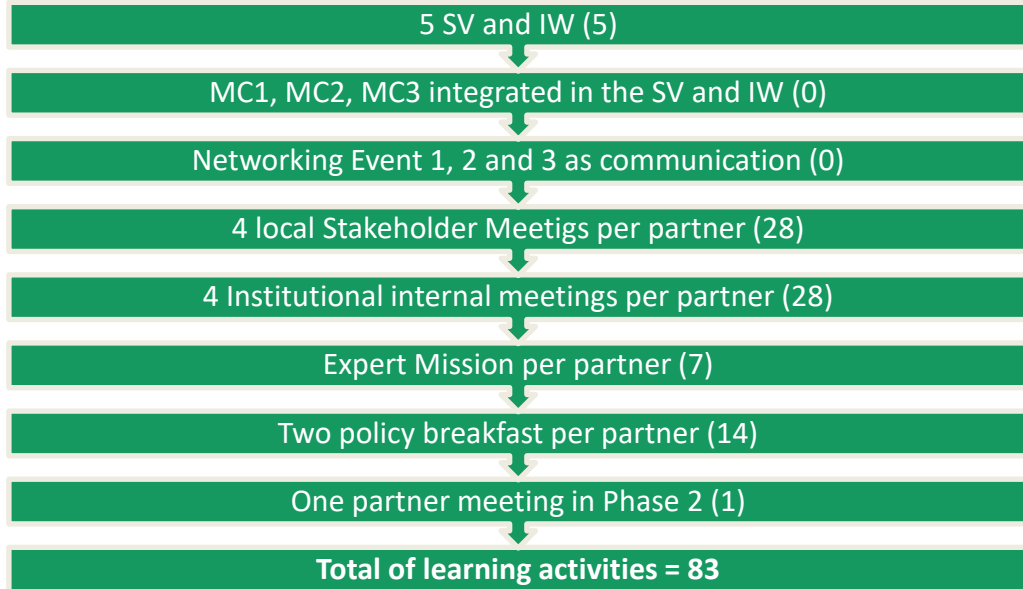 5 SV and IW (5)
MC1, MC2, MC3 integrated in the SV and IW (0)
Networking Event 1, 2 and 3 as communication (0)
4 local Stakeholder Meetigs per partner (28)
4 Institutional internal meetings per partner (28)
Expert Mission per partner (7)
Two policy breakfast per partner (14)
One partner meeting in Phase 2 (1)
Total of learning activities = 83